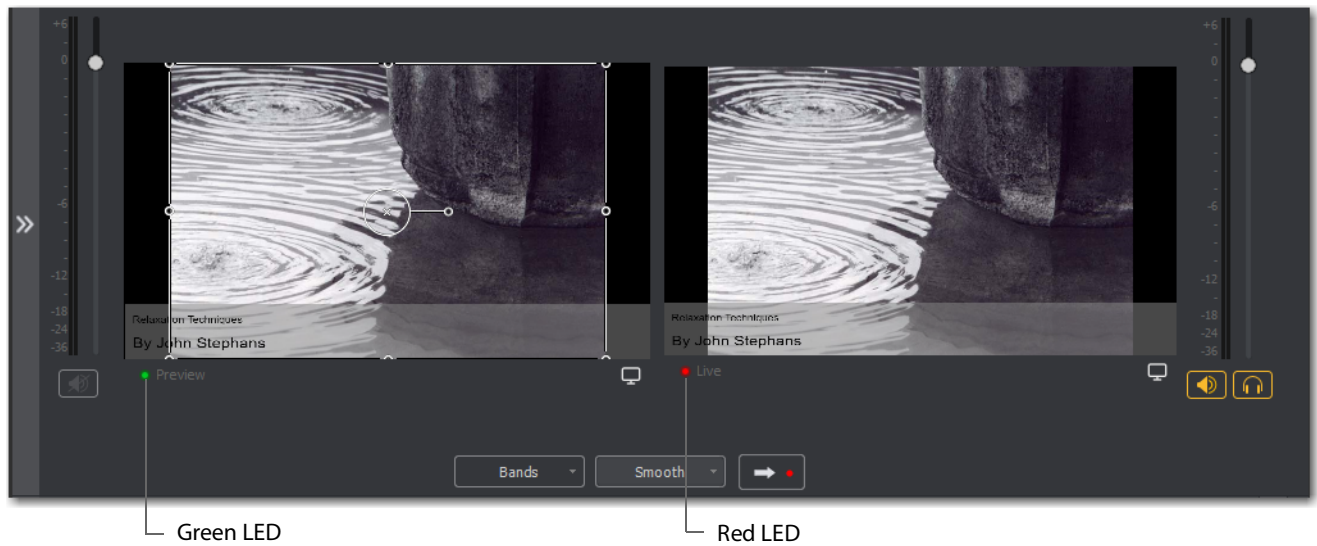 +6
0
-6
-12
-18
-24
-36
Relaxation Techniques
By John Stephans
Preview
Relaxation Techniques
By John Stephans
Live
+6
0
-6
-12
-18
-24
-36
Bands
Smooth
Green LED
Red LED